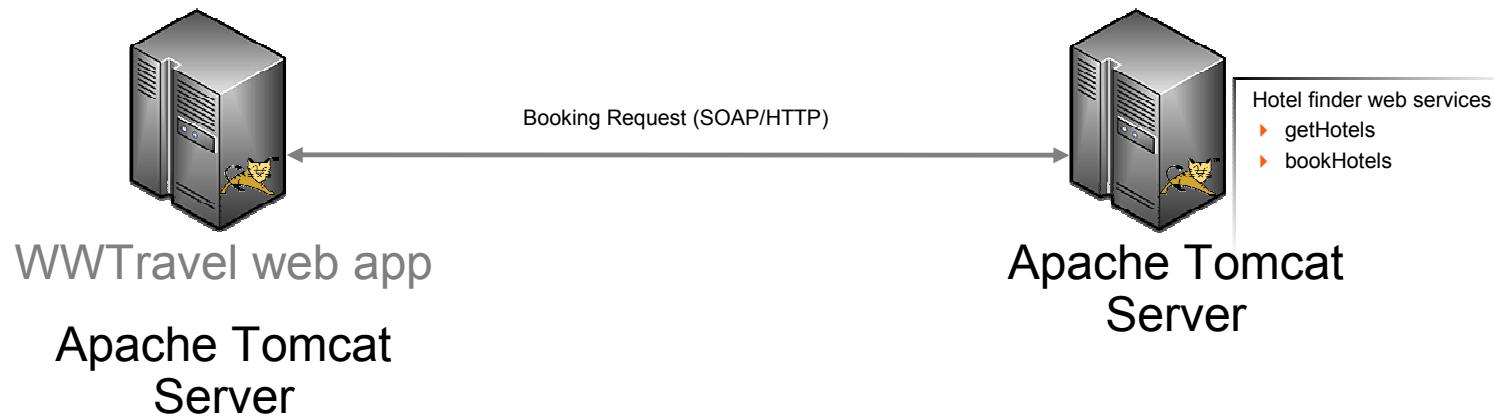 Booking Request (SOAP/HTTP)
Hotel finder web services
getHotels
bookHotels
WWTravel web app
Apache Tomcat
Server
Apache Tomcat
Server